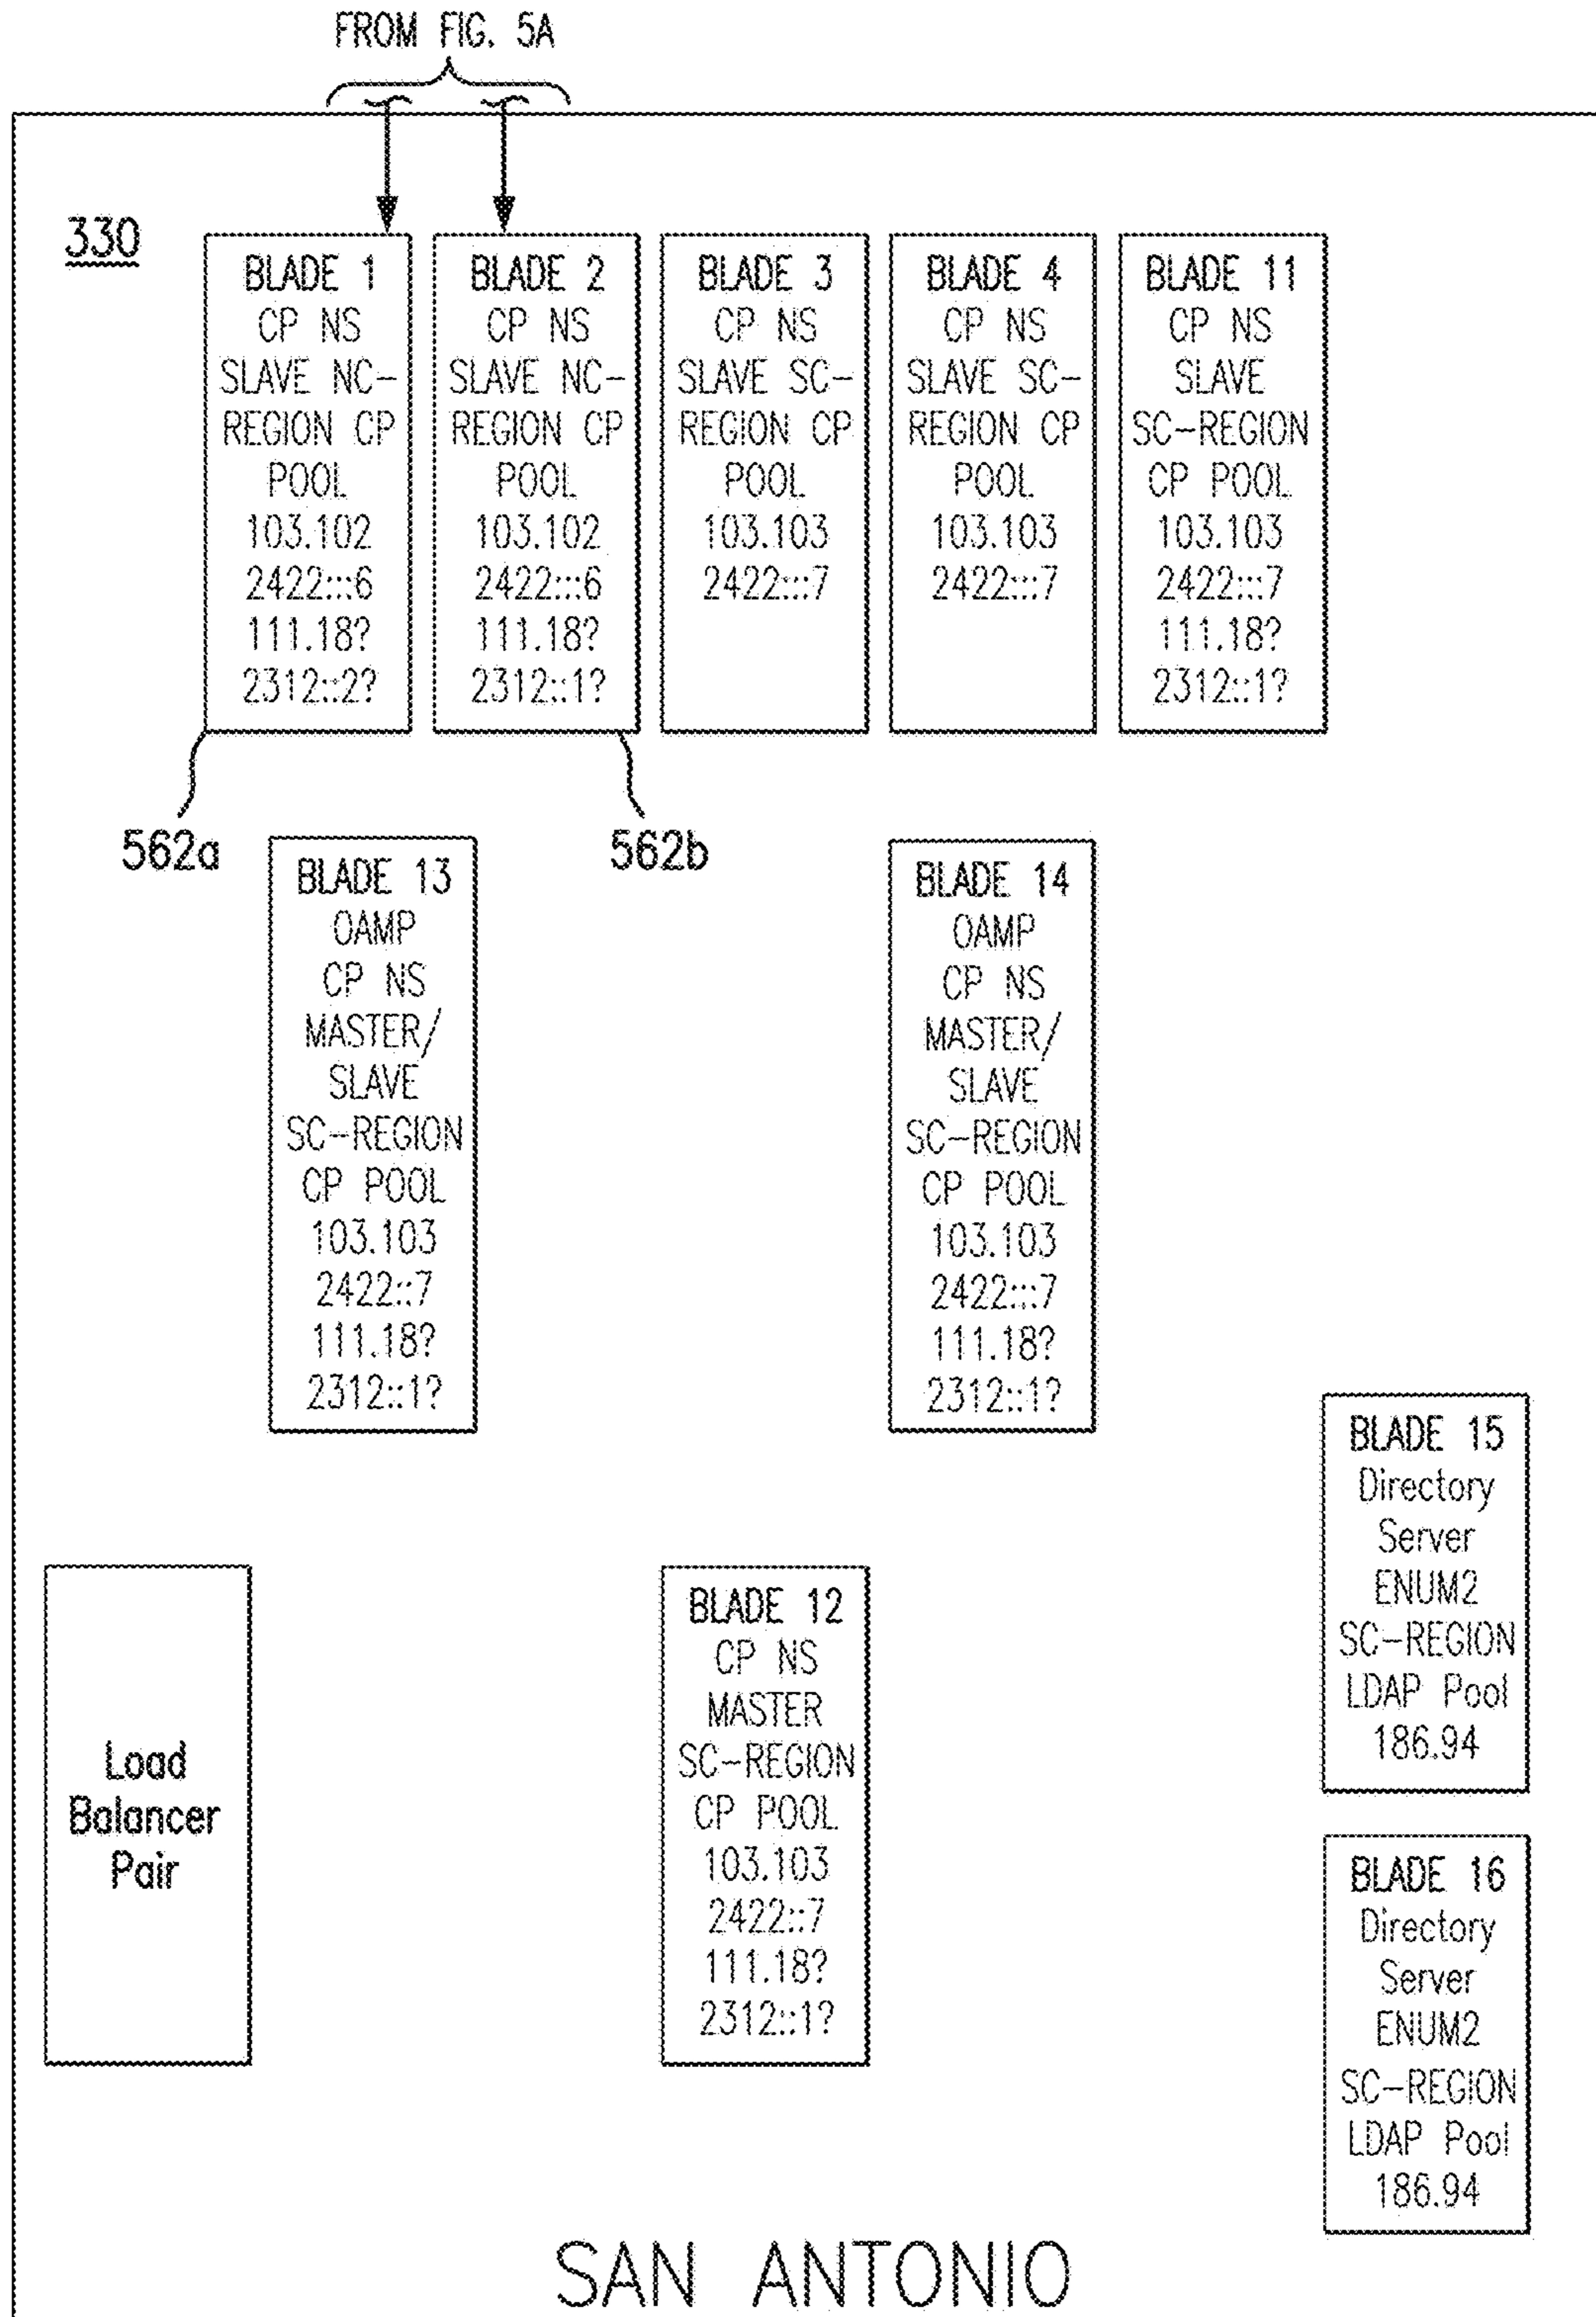 FROM FIG. 5A
330
BLADE 1
CP NS
SLAVE NC-
REGION CP
POOL
103.102
2422:::6
111.18?
2312::2?
BLADE 2
CP NS
SLAVE NC-
REGION CP
POOL
103.102
2422:::6
111.18?
2312::1?
BLADE 3
CP NS
SLAVE SC-
REGION CP
POOL
103.103
2422:::7
BLADE 4
CP NS
SLAVE SC-
REGION CP
POOL
103.103
2422:::7
BLADE 11
CP NS
SLAVE
SC-REGION
CP POOL
103.103
2422:::7
111.18?
2312::1?
562a
562b
BLADE 13
OAMP
CP NS
MASTER/
SLAVE
SC-REGION
CP POOL
103.103
2422::7
111.18?
2312::1?
BLADE 14
OAMP
CP NS
MASTER/
SLAVE
SC-REGION
CP POOL
103.103
2422:::7
111.18?
2312::1?
BLADE 15
Directory
Server
ENUM2
SC-REGION
LDAP Pool
186.94
Load
Balancer
Pair
BLADE 12
CP NS
MASTER
SC-REGION
CP POOL
103.103
2422::7
111.18?
2312::1?
BLADE 16
Directory
Server
ENUM2
SC-REGION
LDAP Pool
186.94
SAN ANTONIO